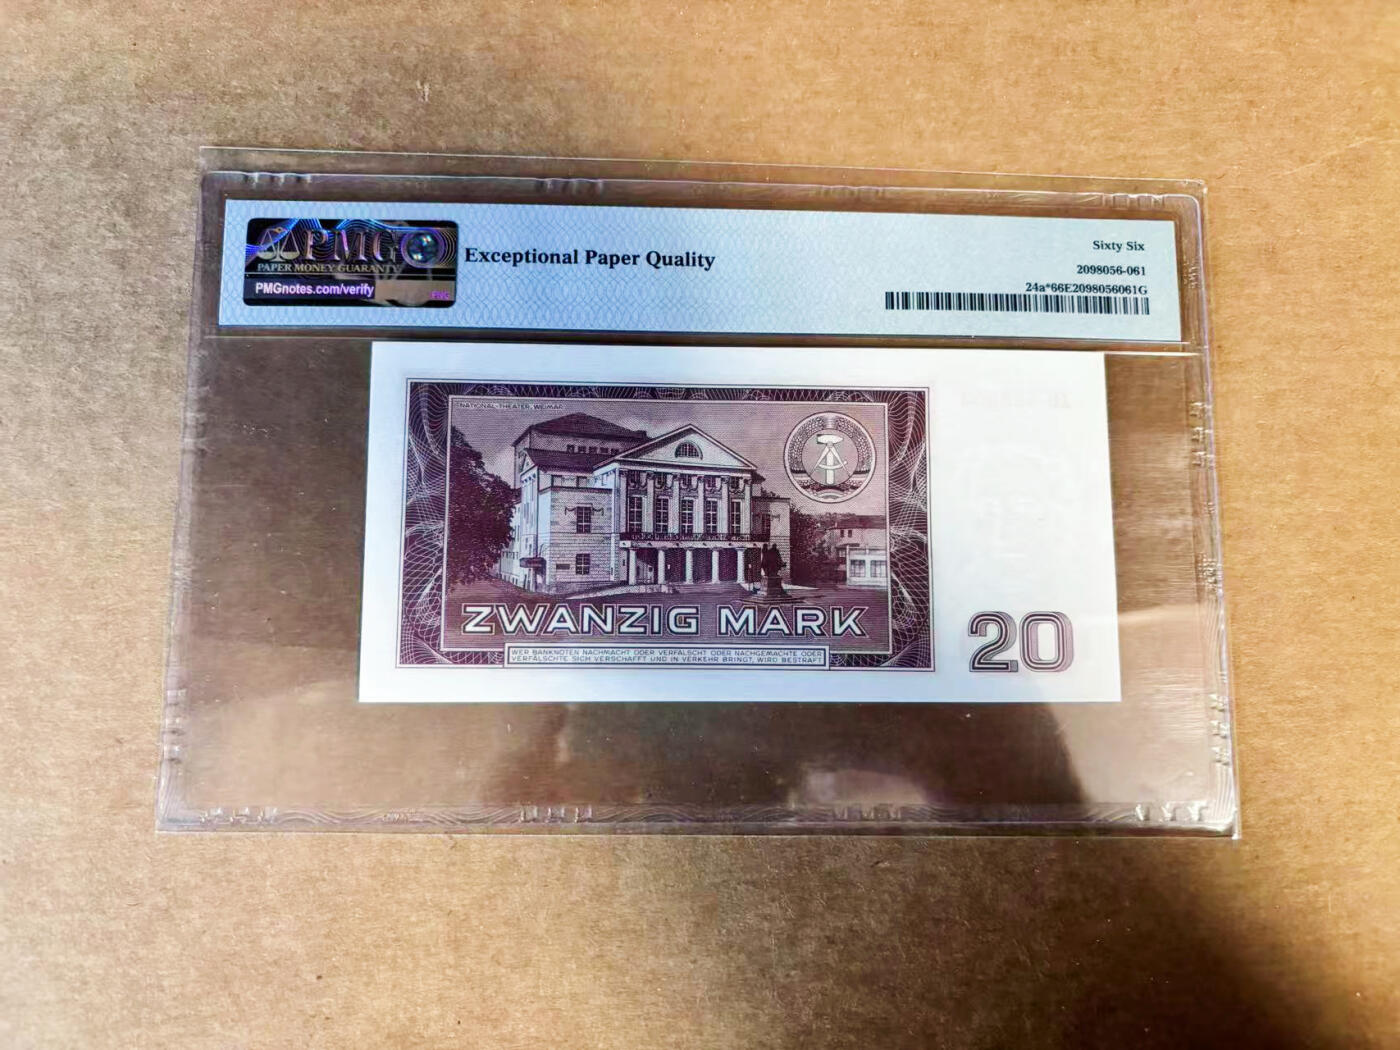 PMG
PAPER MONEY GUARANTY
PMGnotes.com/verify
PMG
Exceptional Paper Quality
Sixty Six
2098056-061
24a*66E2098056061G
NATIONAL-THEATER, WEIMAR
ZWANZIG MARK
WER BANKNOTEN NACHMACHT ODER VERFÄLSCHT ODER NACHGEMACHTE ODER
VERFÄLSCHTE SICH VERSCHAFFT UND IN VERKEHR BRINGT, WIRD BESTRAFT
20